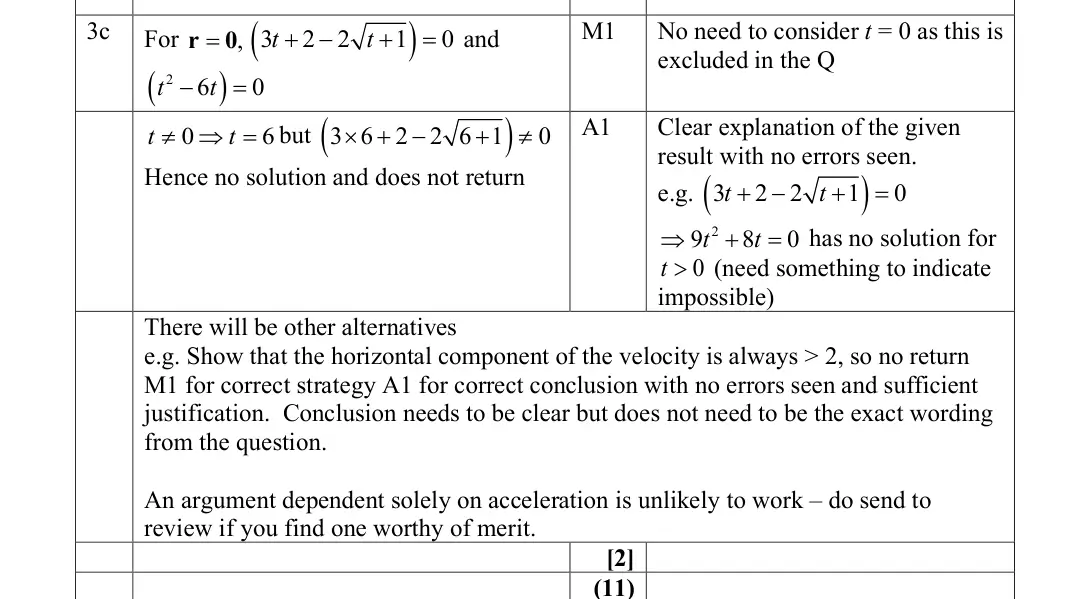 3c For r = 0, (3t + 2 − 2√(t + 1)) = 0 and
(t² − 6t) = 0
M1
No need to consider t = 0 as this is
excluded in the Q
t ≠ 0 ⇒ t = 6 but (3×6 + 2 − 2√(6 + 1)) ≠ 0
Hence no solution and does not return
A1
Clear explanation of the given
result with no errors seen.
e.g. (3t + 2 − 2√(t + 1)) = 0
⇒ 9t² + 8t = 0 has no solution for
t > 0 (need something to indicate
impossible)
There will be other alternatives
e.g. Show that the horizontal component of the velocity is always > 2, so no return
M1 for correct strategy A1 for correct conclusion with no errors seen and sufficient
justification. Conclusion needs to be clear but does not need to be the exact wording
from the question.
An argument dependent solely on acceleration is unlikely to work – do send to
review if you find one worthy of merit.
[2]
(11)